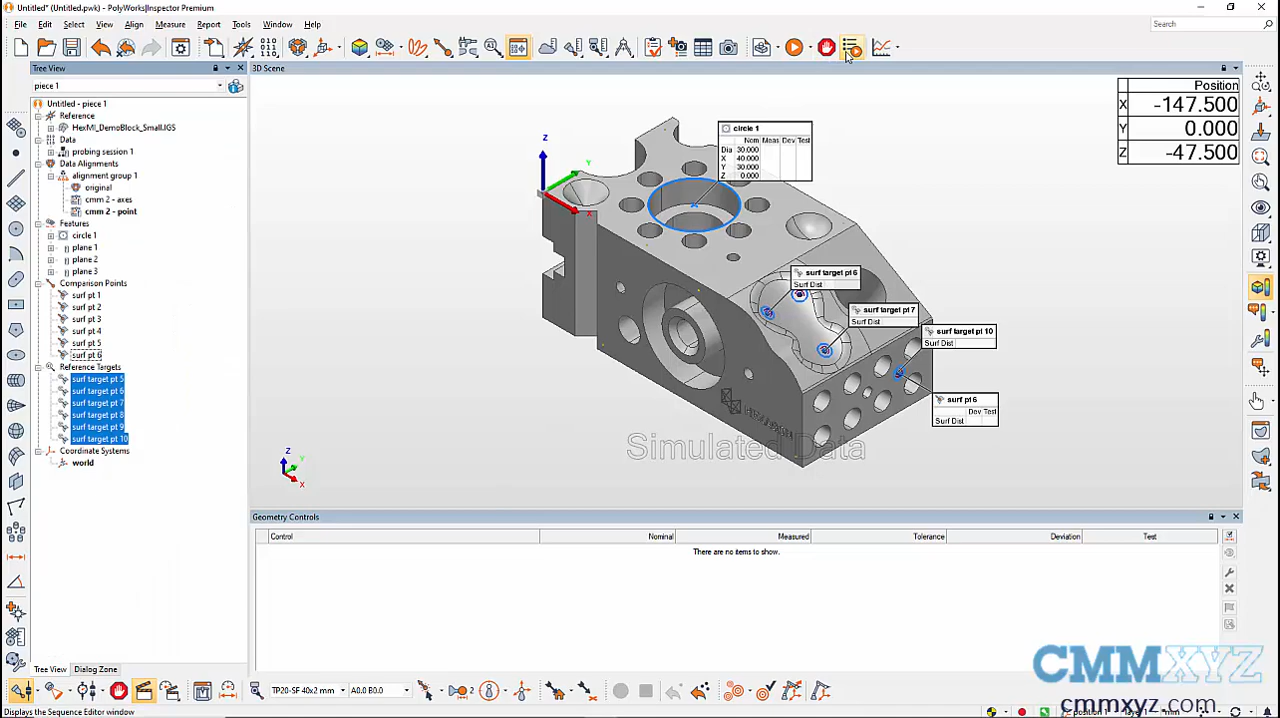 Untitled* (Untitled.pwk) - PolyWorks|Inspector Premium
File Edit Select View Align Measure Report Tools Window Help
Search
Tree View
3D Scene
piece 1
Untitled - piece 1
Reference
HexMI_DemoBlock_Small.IGS
Data
probing session 1
Data Alignments
alignment group 1
original
cmm 2 - axes
cmm 2 - point
Features
circle 1
plane 1
plane 2
plane 3
Comparison Points
surf pt 1
surf pt 2
surf pt 3
surf pt 4
surf pt 5
surf pt 6
Reference Targets
surf target pt 5
surf target pt 6
surf target pt 7
surf target pt 8
surf target pt 9
surf target pt 10
Coordinate Systems
world
Position
X -147.500
Y 0.000
Z -47.500
circle 1
Nom Meas Dev Test
Dia 30.000
X 40.000
Y 30.000
Z 0.000
Z
Y
X
surf target pt 6
Surf Dist
surf target pt 7
Surf Dist
surf target pt 10
Surf Dist
surf pt 6
Dev Test
Surf Dist
HEXAGON
Simulated Data
Z
Y
X
Geometry Controls
Control Nominal Measured Tolerance Deviation Test
There are no items to show.
Tree View Dialog Zone
TP20-SF 40x2 mm
A0.0 B0.0
CMMXYZ
cmmxyz.com
Displays the Sequence Editor window